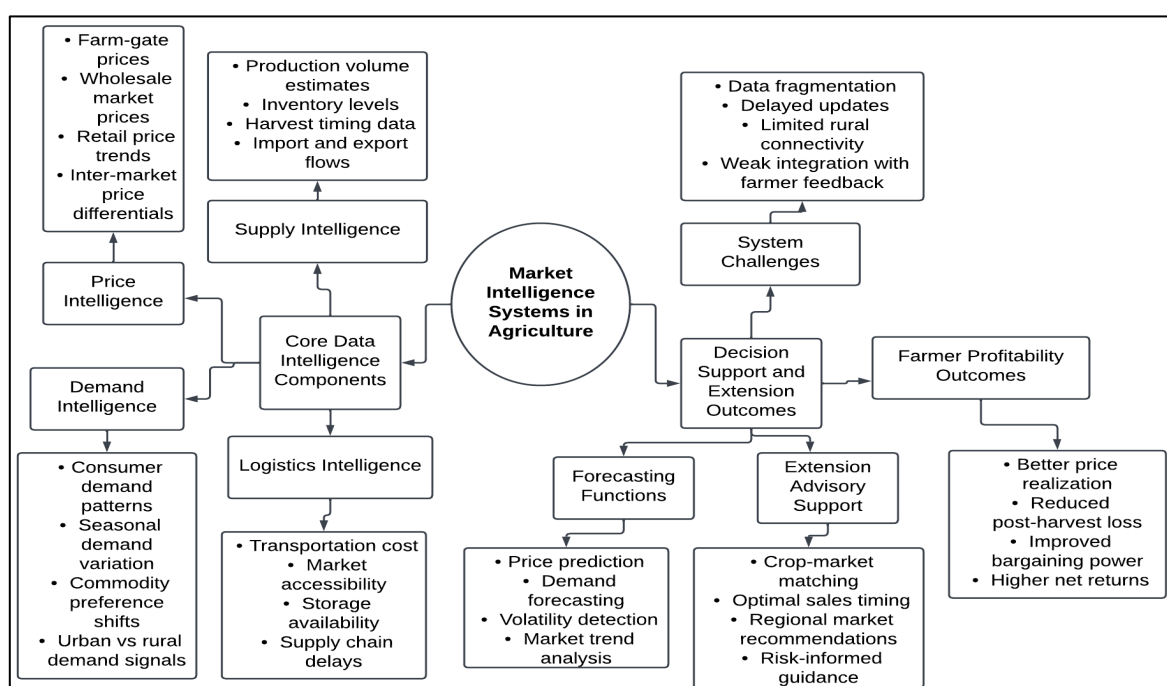 • Farm-gate
prices
• Wholesale
market
prices
• Retail price
trends
• Inter-market
price
differentials
• Production volume
estimates
• Inventory levels
• Harvest timing data
• Import and export
flows
• Data fragmentation
• Delayed updates
• Limited rural
connectivity
• Weak integration with
farmer feedback
Supply Intelligence
System
Challenges
Price
Intelligence
Market
Intelligence
Systems in
Agriculture
Core Data
Intelligence
Components
Decision
Support and
Extension
Outcomes
Farmer Profitability
Outcomes
Demand
Intelligence
Logistics Intelligence
Forecasting
Functions
Extension
Advisory
Support
• Consumer
demand
patterns
• Seasonal
demand
variation
• Commodity
preference
shifts
• Urban vs rural
demand signals
• Transportation cost
• Market
accessibility
• Storage
availability
• Supply chain
delays
• Price prediction
• Demand
forecasting
• Volatility detection
• Market trend
analysis
• Crop-market
matching
• Optimal sales timing
• Regional market
recommendations
• Risk-informed
guidance
• Better price
realization
• Reduced
post-harvest loss
• Improved
bargaining power
• Higher net returns